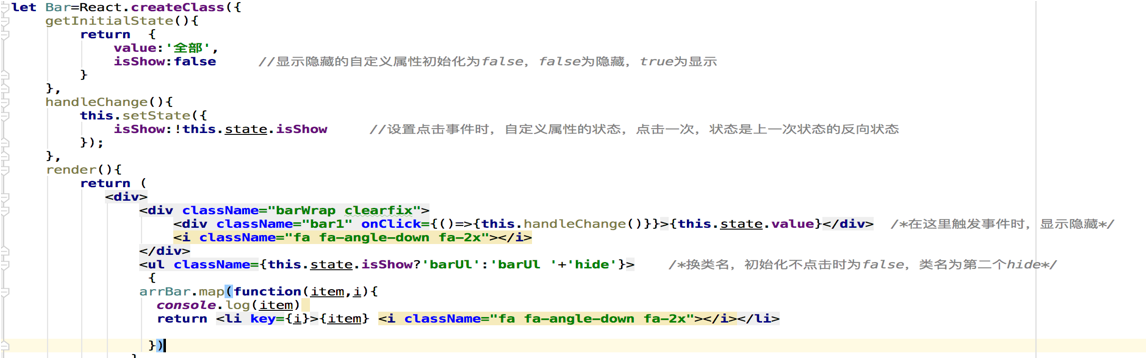 let Bar=React.createClass({
    getInitialState(){
        return  {
            value:'全部',
            isShow:false     //显示隐藏的自定义属性初始化为false，false为隐藏，true为显示
        }
    },
    handleChange(){
        this.setState({
            isShow:!this.state.isShow     //设置点击事件时，自定义属性的状态，点击一次，状态是上一次状态的反向状态
        });
    },
    render(){
        return (
            <div>
                <div className="barWrap clearfix">
                    <div className="bar1" onClick={()=>{this.handleChange()}}>{this.state.value}</div>  /*在这里触发事件时，显示隐藏*/
                    <i className="fa fa-angle-down fa-2x"></i>
                </div>
                <ul className={this.state.isShow?'barUl':'barUl '+'hide'}>    /*换类名，初始化不点击时为false，类名为第二个hide*/
                 {
                arrBar.map(function(item,i){
                  console.log(item)
                  return <li key={i}>{item} <i className="fa fa-angle-down fa-2x"></i></li>
                 })